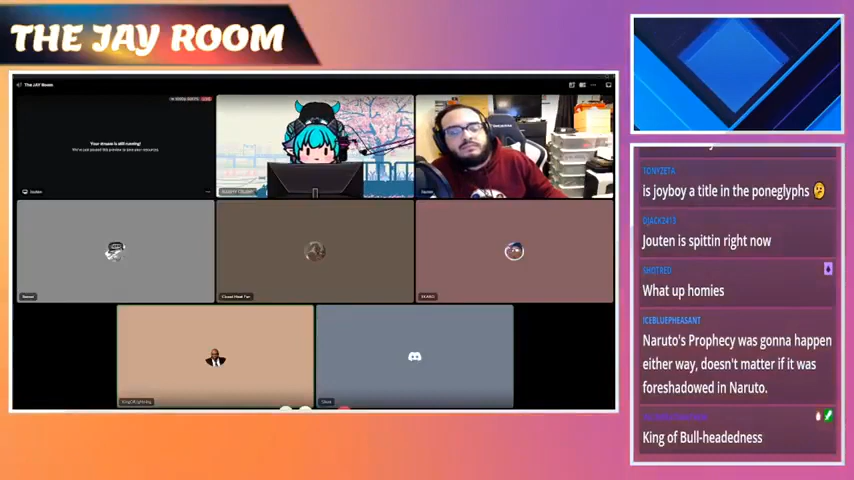 THE JAY ROOM
The JAY Room
LIVE
Your stream is still running!
TONYZETA
is joyboy a title in the poneglyphs 🤔
DJACK2413
Jouten is spittin right now
SHOTRED
What up homies
ICEBLUEPHEASANT
Naruto's Prophecy was gonna happen
either way, doesn't matter if it was
foreshadowed in Naruto.
King of Bull-headedness